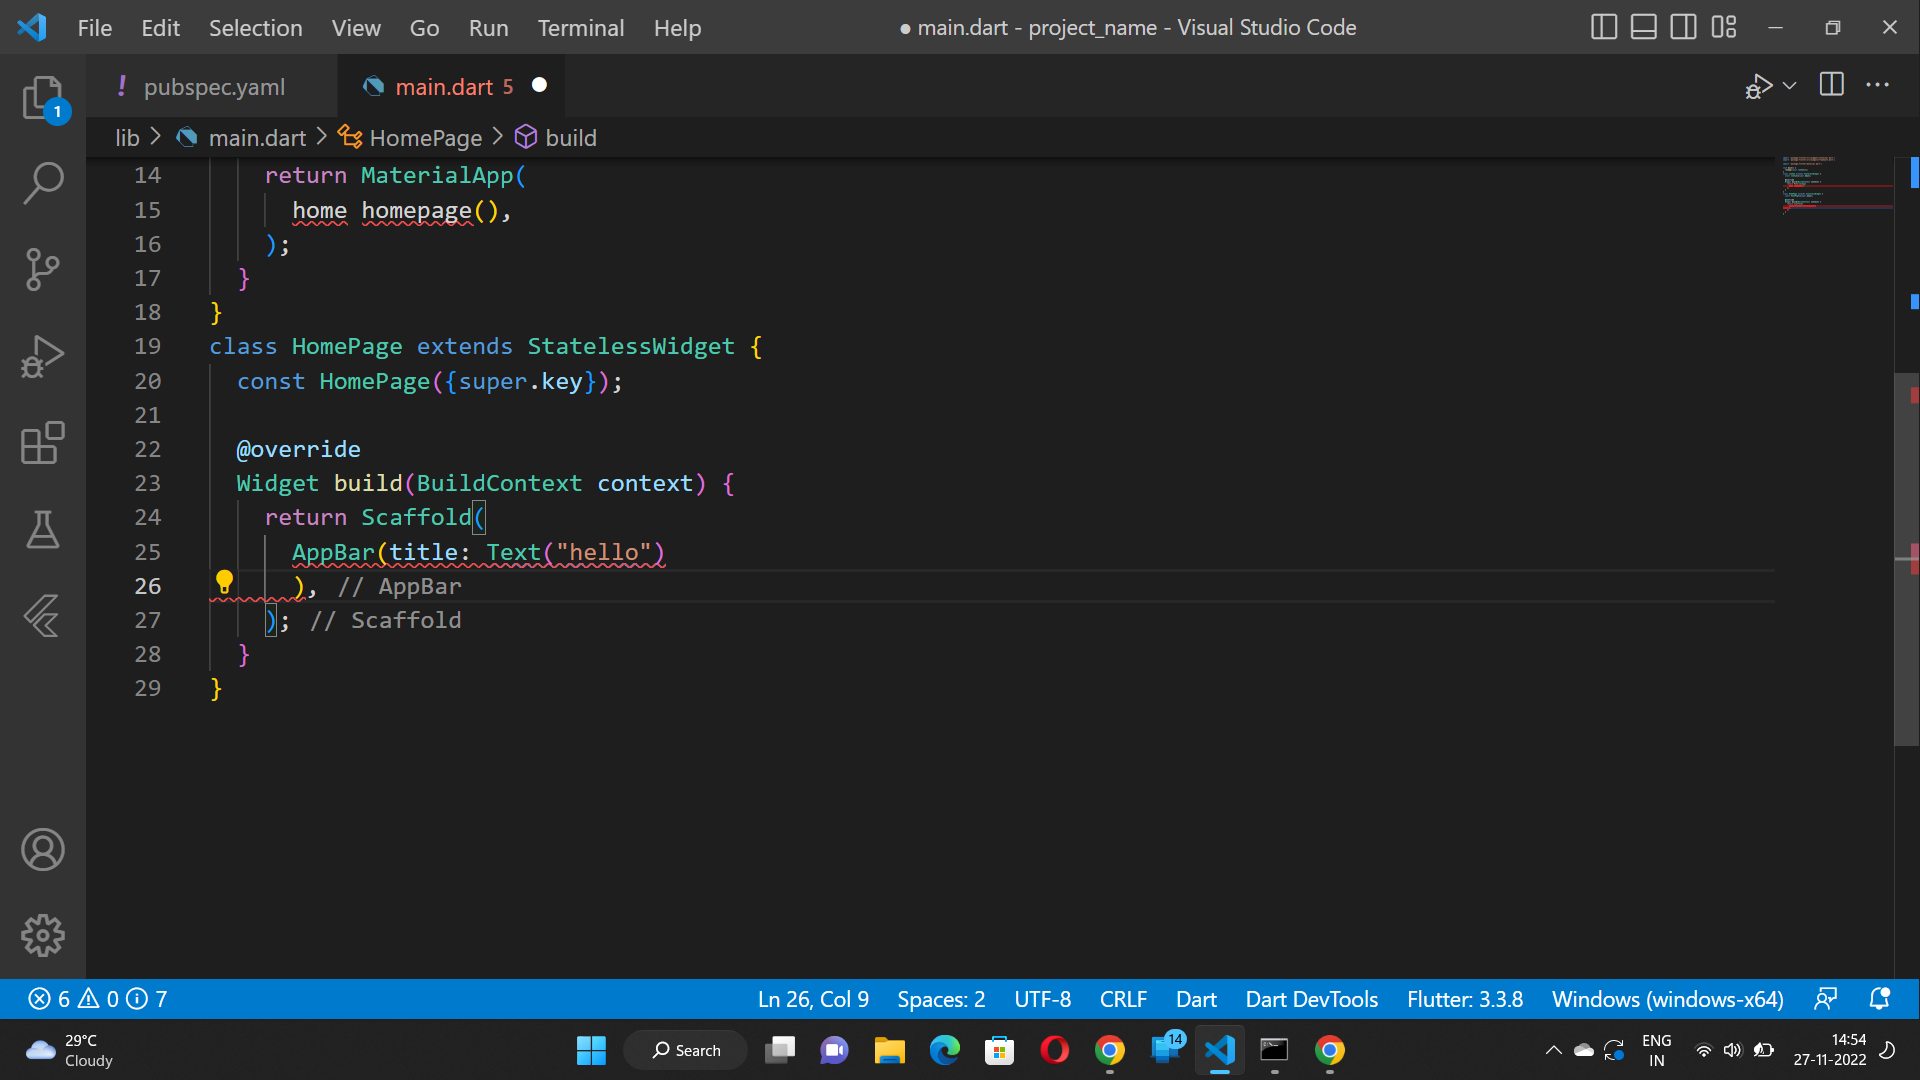 File Edit Selection View Go Run Terminal Help
● main.dart - project_name - Visual Studio Code
1
! pubspec.yaml
main.dart 5
lib > main.dart > HomePage > build
14 return MaterialApp(
15 home homepage(),
16 );
17 }
18 }
19 class HomePage extends StatelessWidget {
20 const HomePage({super.key});
21
22 @override
23 Widget build(BuildContext context) {
24 return Scaffold(
25 AppBar(title: Text("hello")
26 ), // AppBar
27 ); // Scaffold
28 }
29 }
6 0 7
Ln 26, Col 9 Spaces: 2 UTF-8 CRLF Dart Dart DevTools Flutter: 3.3.8 Windows (windows-x64)
29°C
Cloudy
Search
14
ENG
IN
14:54
27-11-2022